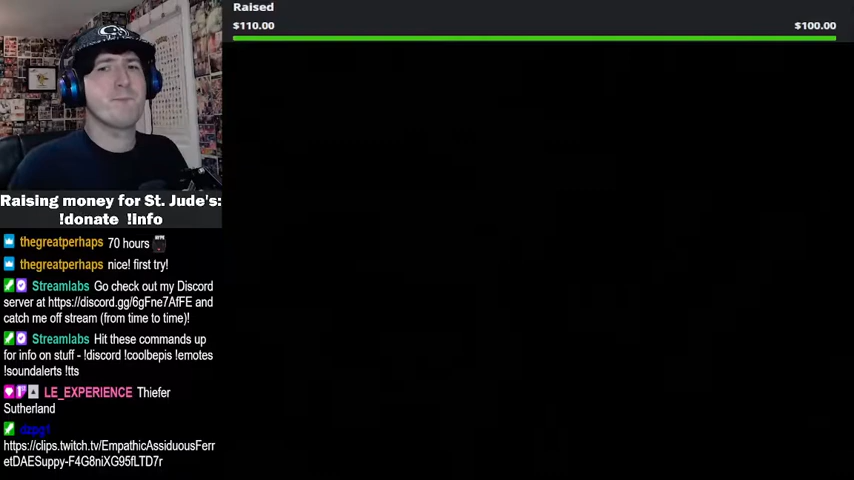 Raised
$110.00 $100.00
Raising money for St. Jude's:
!donate !Info
thegreatperhaps 70 hours
thegreatperhaps nice! first try!
Streamlabs Go check out my Discord
server at https://discord.gg/6gFne7AfFE and
catch me off stream (from time to time)!
Streamlabs Hit these commands up
for info on stuff - !discord !coolbepis !emotes
!soundalerts !tts
LE_EXPERIENCE Thiefer
Sutherland
https://clips.twitch.tv/EmpathicAssiduousFerr
etDAESuppy-F4G8niXG95fLTD7r